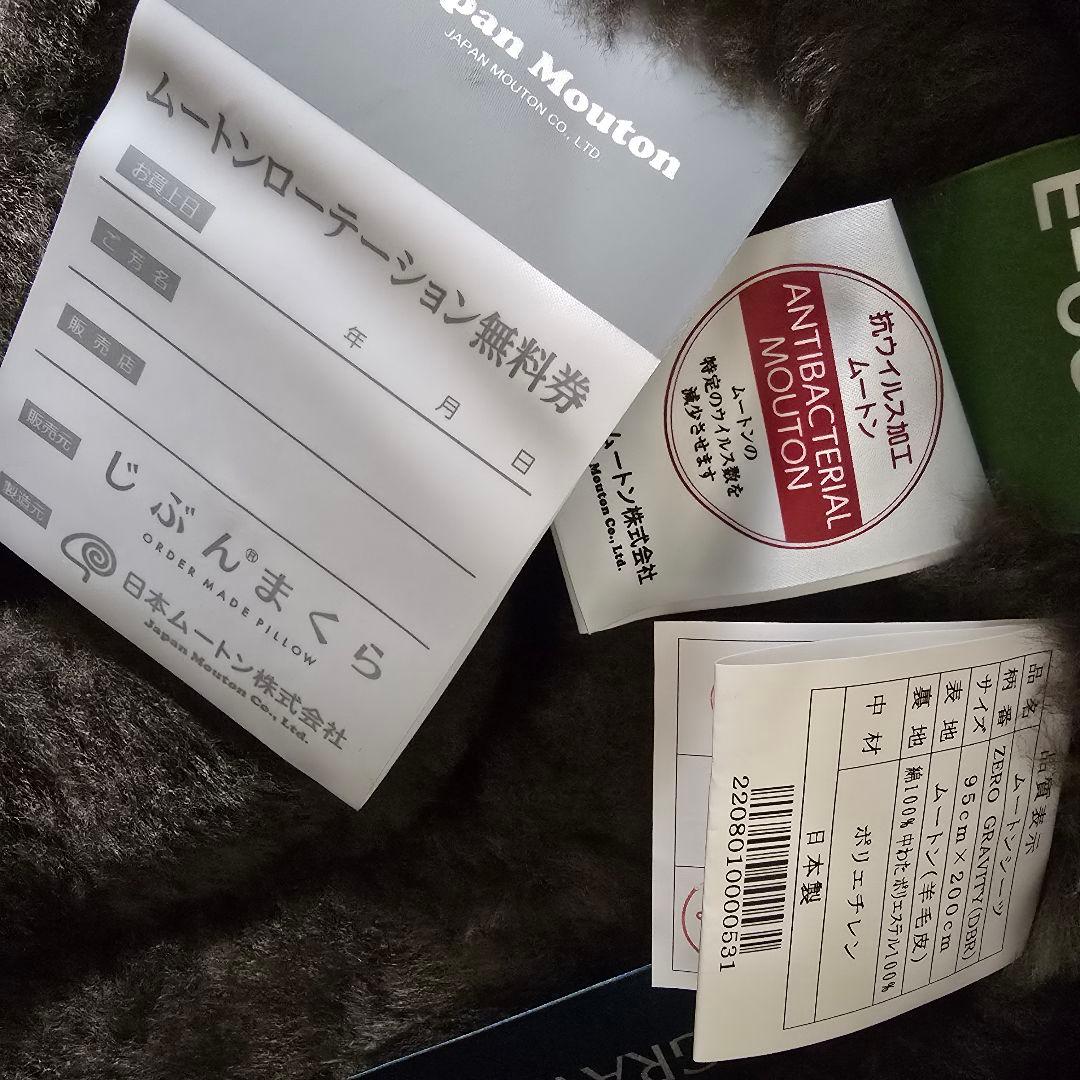 pan Mouton
JAPAN MOUTON CO., LTD
ムートンローテーション無料券
お買上日
年 月 日
ご芳名
販売店
販売元
じぶん®まくら
ORDER MADE PILLOW
製造元
日本ムートン株式会社
Japan Mouton Co., Ltd.
抗ウイルス加工
ムートン
ANTIBACTERIAL
MOUTON
ムートンの
特定のウイルス数を
減少させます
ムートン株式会社
Mouton Co., Ltd.
品質表示
品名 ムートンシーツ
柄番 ZERO GRAVITY(DBR)
サイズ 95cm×200cm
表地 ムートン(羊毛皮)
裏地 綿100% 中わた ポリエステル100%
中材 ポリエチレン
日本製
2208010000531
GRA